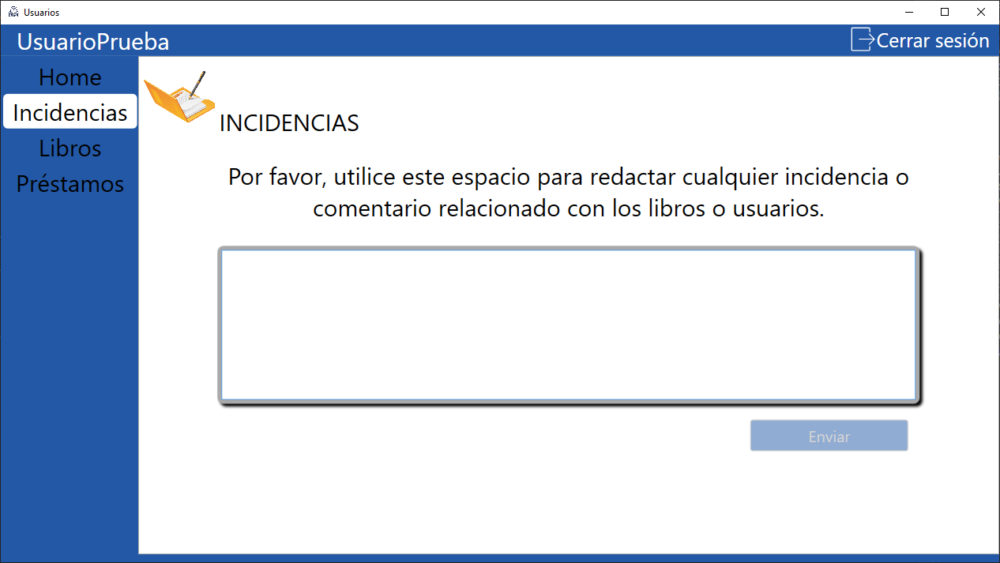 Usuarios
UsuarioPrueba
Cerrar sesión
Home
Incidencias
Libros
Préstamos
INCIDENCIAS
Por favor, utilice este espacio para redactar cualquier incidencia o
comentario relacionado con los libros o usuarios.
Enviar